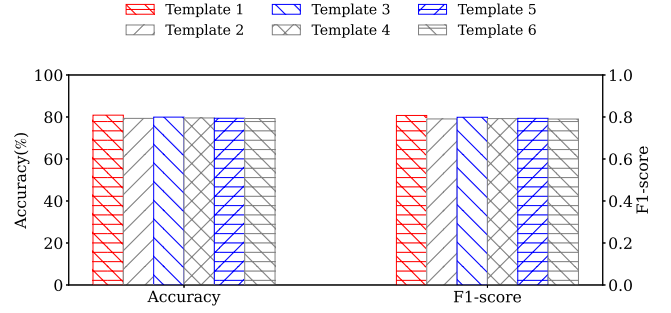 Template 1 Template 3 Template 5
Template 2 Template 4 Template 6
100 1.0
80 0.8
60 0.6
40 0.4
20 0.2
0 0.0
Accuracy(%)
F1-score
Accuracy F1-score